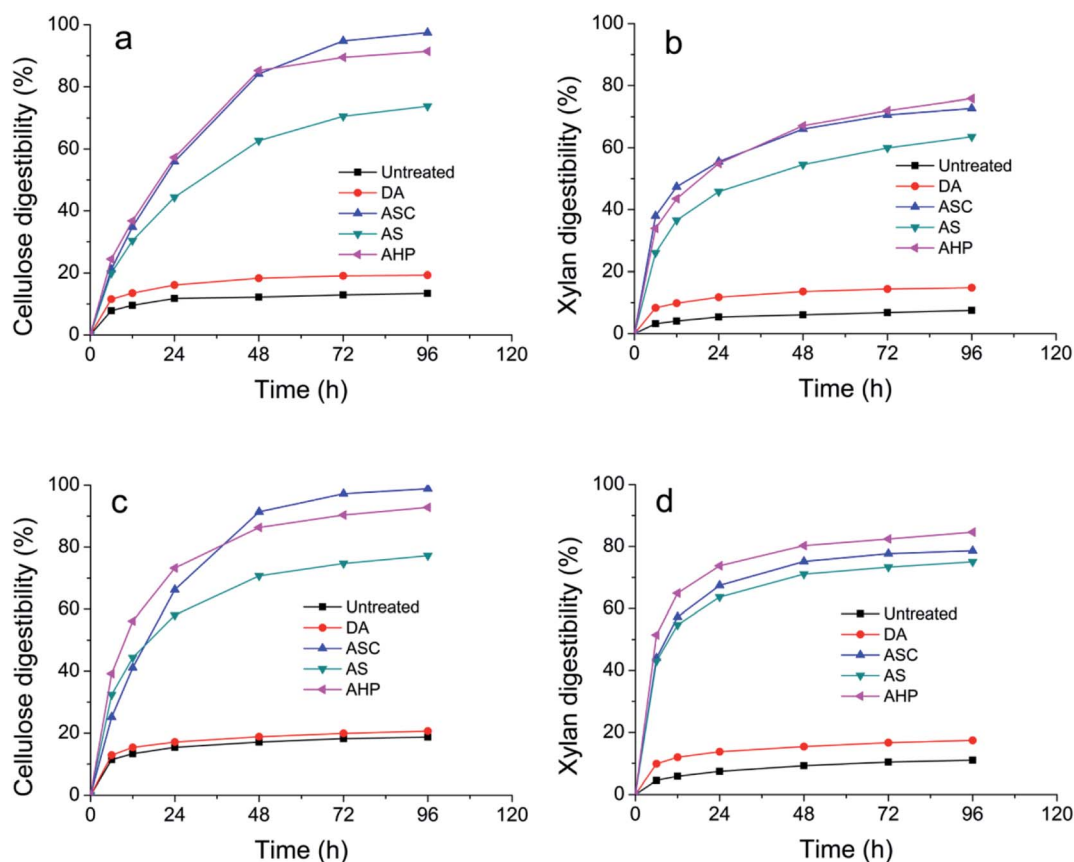 a
Cellulose digestibility (%)
100
80
60
40
20
0
Untreated
DA
ASC
AS
AHP
0 24 48 72 96 120
Time (h)
b
Xylan digestibility (%)
100
80
60
40
20
0
Untreated
DA
ASC
AS
AHP
0 24 48 72 96 120
Time (h)
c
Cellulose digestibility (%)
100
80
60
40
20
0
Untreated
DA
ASC
AS
AHP
0 24 48 72 96 120
Time (h)
d
Xylan digestibility (%)
100
80
60
40
20
0
Untreated
DA
ASC
AS
AHP
0 24 48 72 96 120
Time (h)